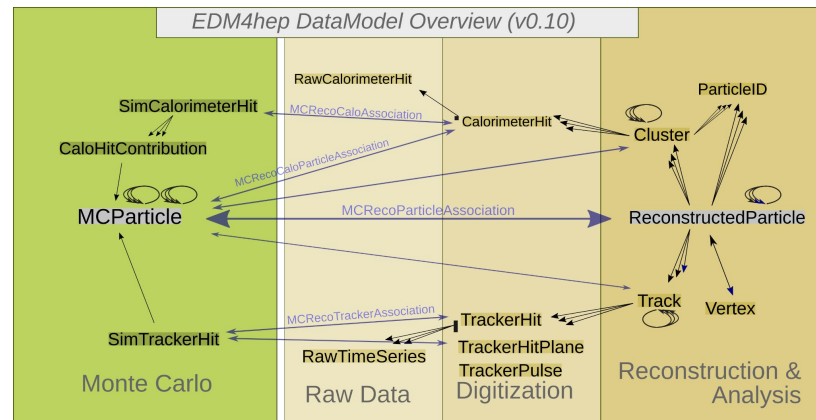 EDM4hep DataModel Overview (v0.10)
RawCalorimeterHit
ParticleID
SimCalorimeterHit
MCRecoCaloAssociation
CalorimeterHit
Cluster
CaloHitContribution
MCRecoCaloParticleAssociation
MCParticle
MCRecoParticleAssociation
ReconstructedParticle
Track
Vertex
MCRecoTrackerAssociation
TrackerHit
SimTrackerHit
RawTimeSeries
TrackerHitPlane
TrackerPulse
Monte Carlo
Raw Data
Digitization
Reconstruction &
Analysis